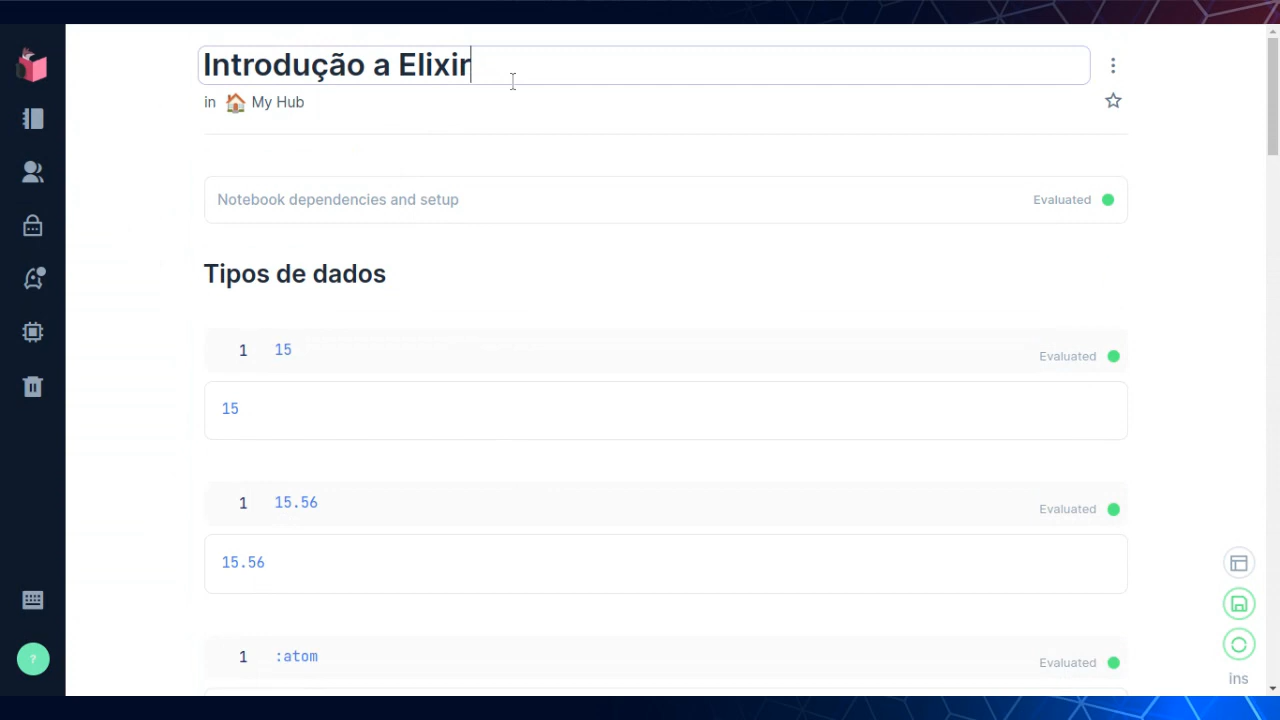 Introdução a Elixir
in 🏠 My Hub
Notebook dependencies and setup Evaluated
Tipos de dados
1 15
Evaluated
15
1 15.56
Evaluated
15.56
1 :atom
Evaluated
?
ins